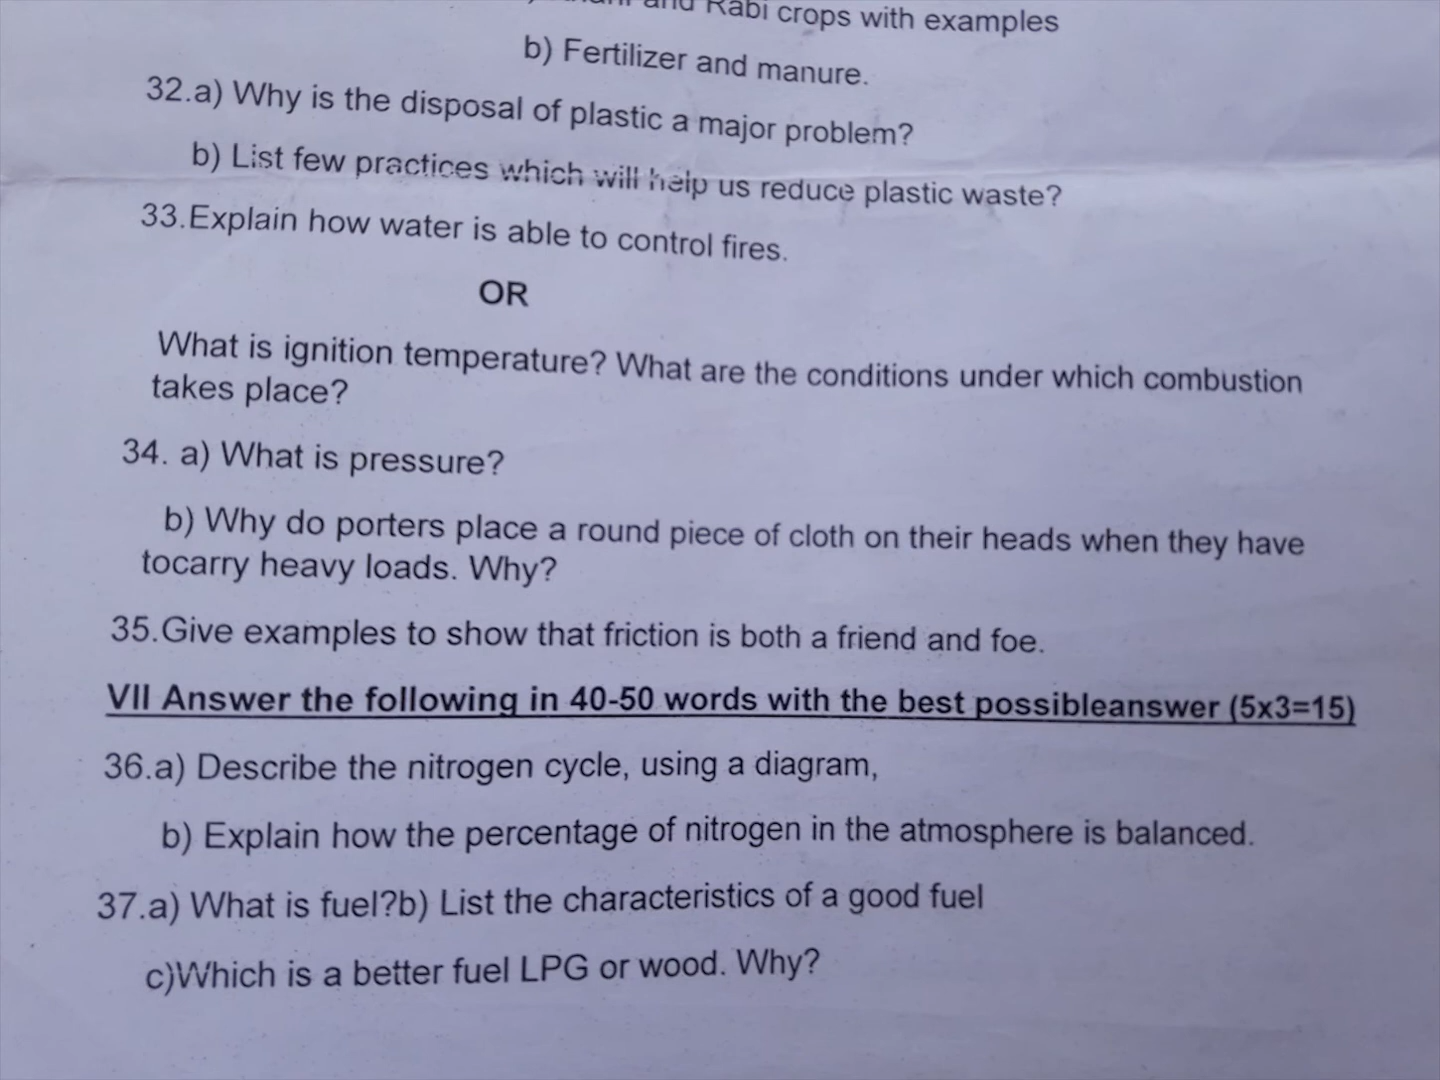 and Rabi crops with examples
b) Fertilizer and manure.
32.a) Why is the disposal of plastic a major problem?
b) List few practices which will help us reduce plastic waste?
33.Explain how water is able to control fires.
OR
What is ignition temperature? What are the conditions under which combustion
takes place?
34. a) What is pressure?
b) Why do porters place a round piece of cloth on their heads when they have
tocarry heavy loads. Why?
35.Give examples to show that friction is both a friend and foe.
VII Answer the following in 40-50 words with the best possibleanswer (5x3=15)
36.a) Describe the nitrogen cycle, using a diagram,
b) Explain how the percentage of nitrogen in the atmosphere is balanced.
37.a) What is fuel?b) List the characteristics of a good fuel
c)Which is a better fuel LPG or wood. Why?